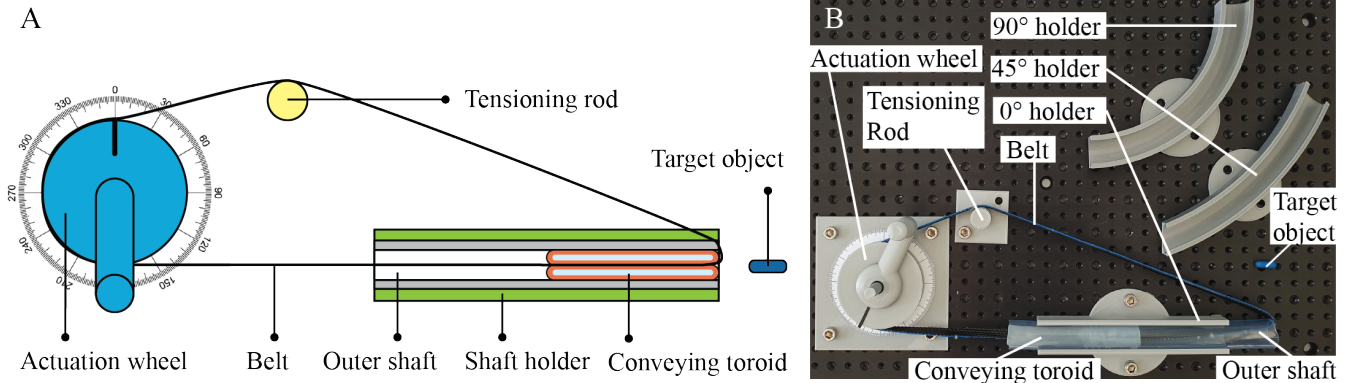 A
0
30
60
90
120
150
240
270
300
330
Tensioning rod
Target object
Actuation wheel
Belt
Outer shaft
Shaft holder
Conveying toroid
B
90° holder
Actuation wheel
45° holder
Tensioning
Rod
0° holder
Belt
Target
object
Conveying toroid
Outer shaft